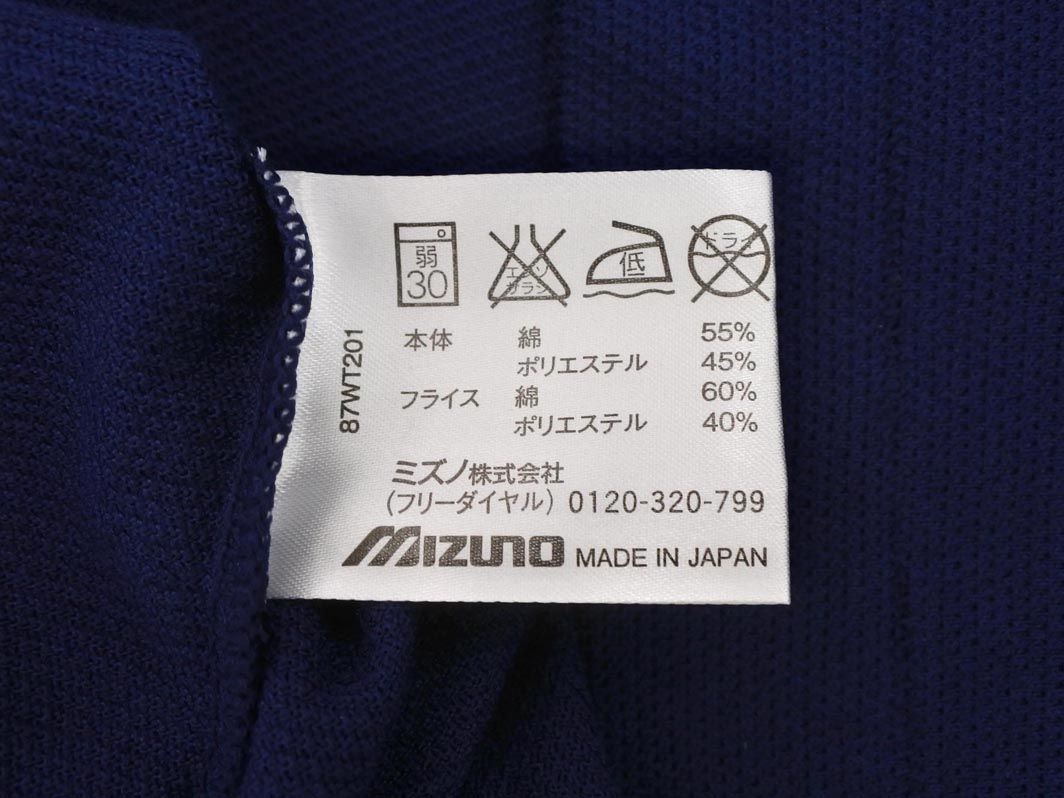 弱
30
エンソ
サラシ
低
ドライ
本体 綿 55%
ポリエステル 45%
フライス 綿 60%
ポリエステル 40%
87WT201
ミズノ株式会社
(フリーダイヤル) 0120-320-799
MIZUNO MADE IN JAPAN